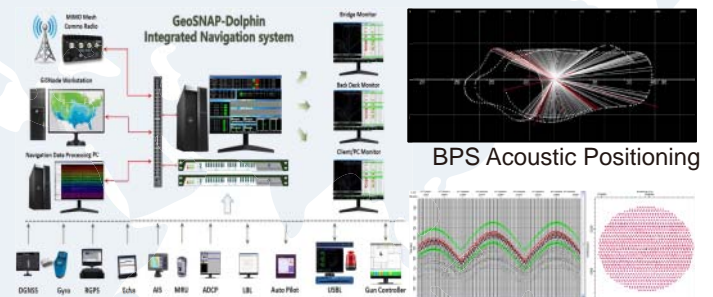 MIMO Mesh
Commo Radio
GeoSNAP-Dolphin
Integrated Navigation system
Bridge Monitor
GISNode Workstation
Back Deck Monitor
Navigation Data Processing PC
Client/PC Monitor
DGNSS Gyro RGPS Echo AIS MRU ADCP LBL Auto Pilot USBL Gun Controller
BPS Acoustic Positioning